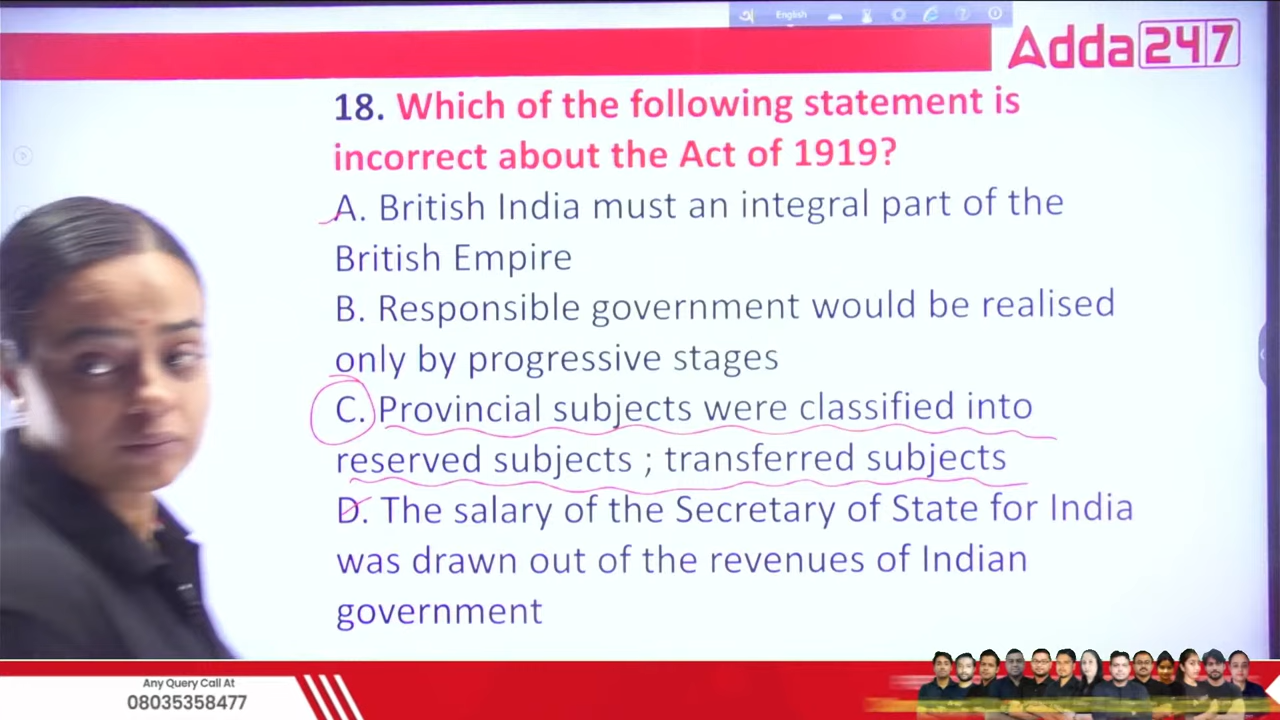 English
Adda247
18. Which of the following statement is
incorrect about the Act of 1919?
A. British India must an integral part of the
British Empire
B. Responsible government would be realised
only by progressive stages
C. Provincial subjects were classified into
reserved subjects ; transferred subjects
D. The salary of the Secretary of State for India
was drawn out of the revenues of Indian
government
Any Query Call At
08035358477